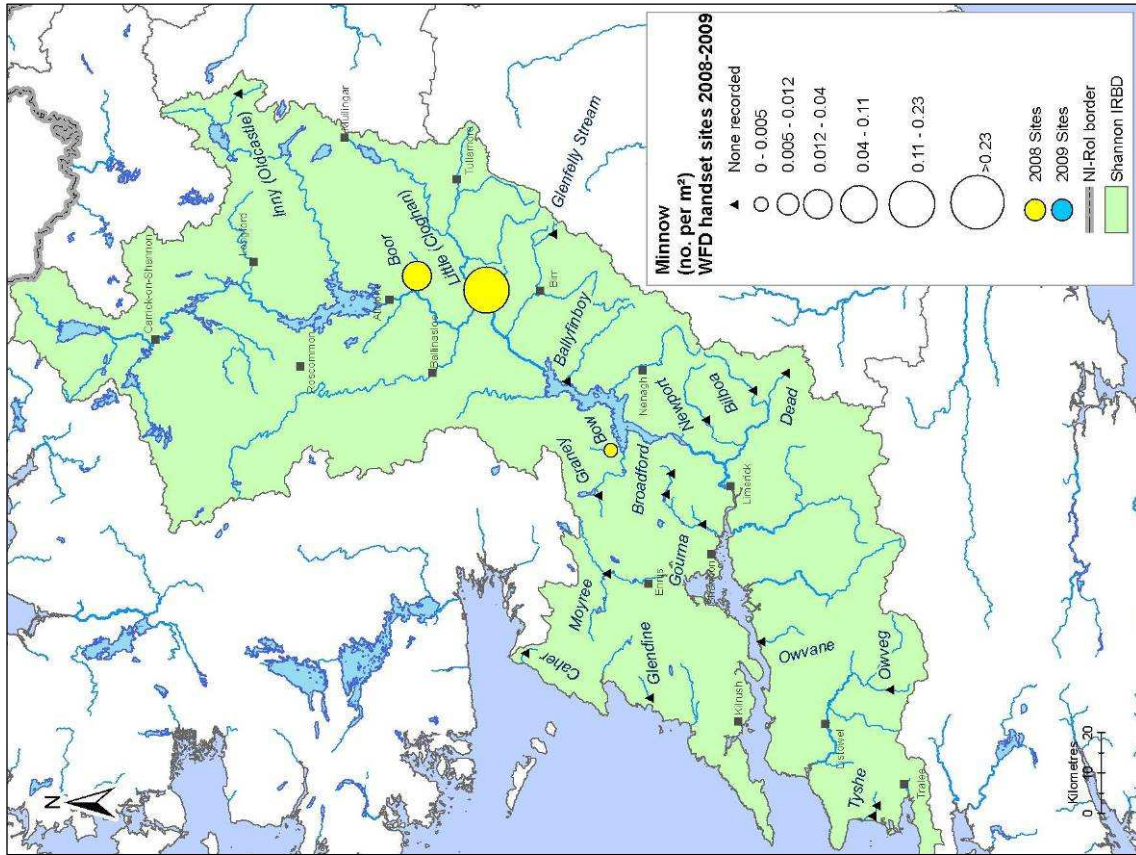 N
Carrick-on-Shannon
Longford
Roscommon
Inny (Oldcastle)
Mullingar
Athlone
Boor
Ballinasloe
Little (Cloghan)
Tullamore
Glenfelly Stream
Birr
Ballyfinboy
Bow
Graney
Nenagh
Newport
Bilboa
Dead
Broadford
Gourna
Limerick
Shannon
Moyree
Ennis
Caher
Glendine
Kilrush
Owvane
Owveg
Listowel
Tyshe
Tralee
Kilometres
0 10 20
Minnow
(no. per m²)
WFD handset sites 2008-2009
None recorded
0 - 0.005
0.005 - 0.012
0.012 - 0.04
0.04 - 0.11
0.11 - 0.23
>0.23
2008 Sites
2009 Sites
NI-RoI border
Shannon IRBD